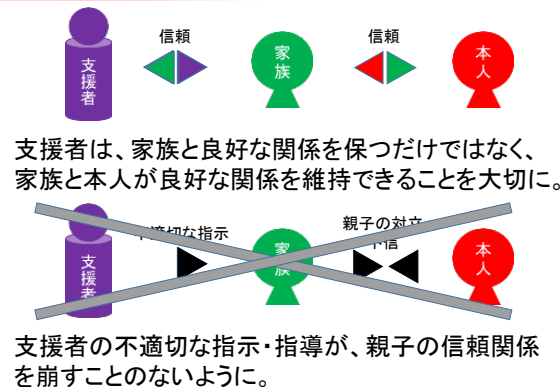 信頼
信頼
支援者
家族
本人
支援者は、家族と良好な関係を保つだけではなく、
家族と本人が良好な関係を維持できることを大切に。
不適切な指示
親子の対立
不信
支援者
家族
本人
支援者の不適切な指示・指導が、親子の信頼関係
を崩すことのないように。